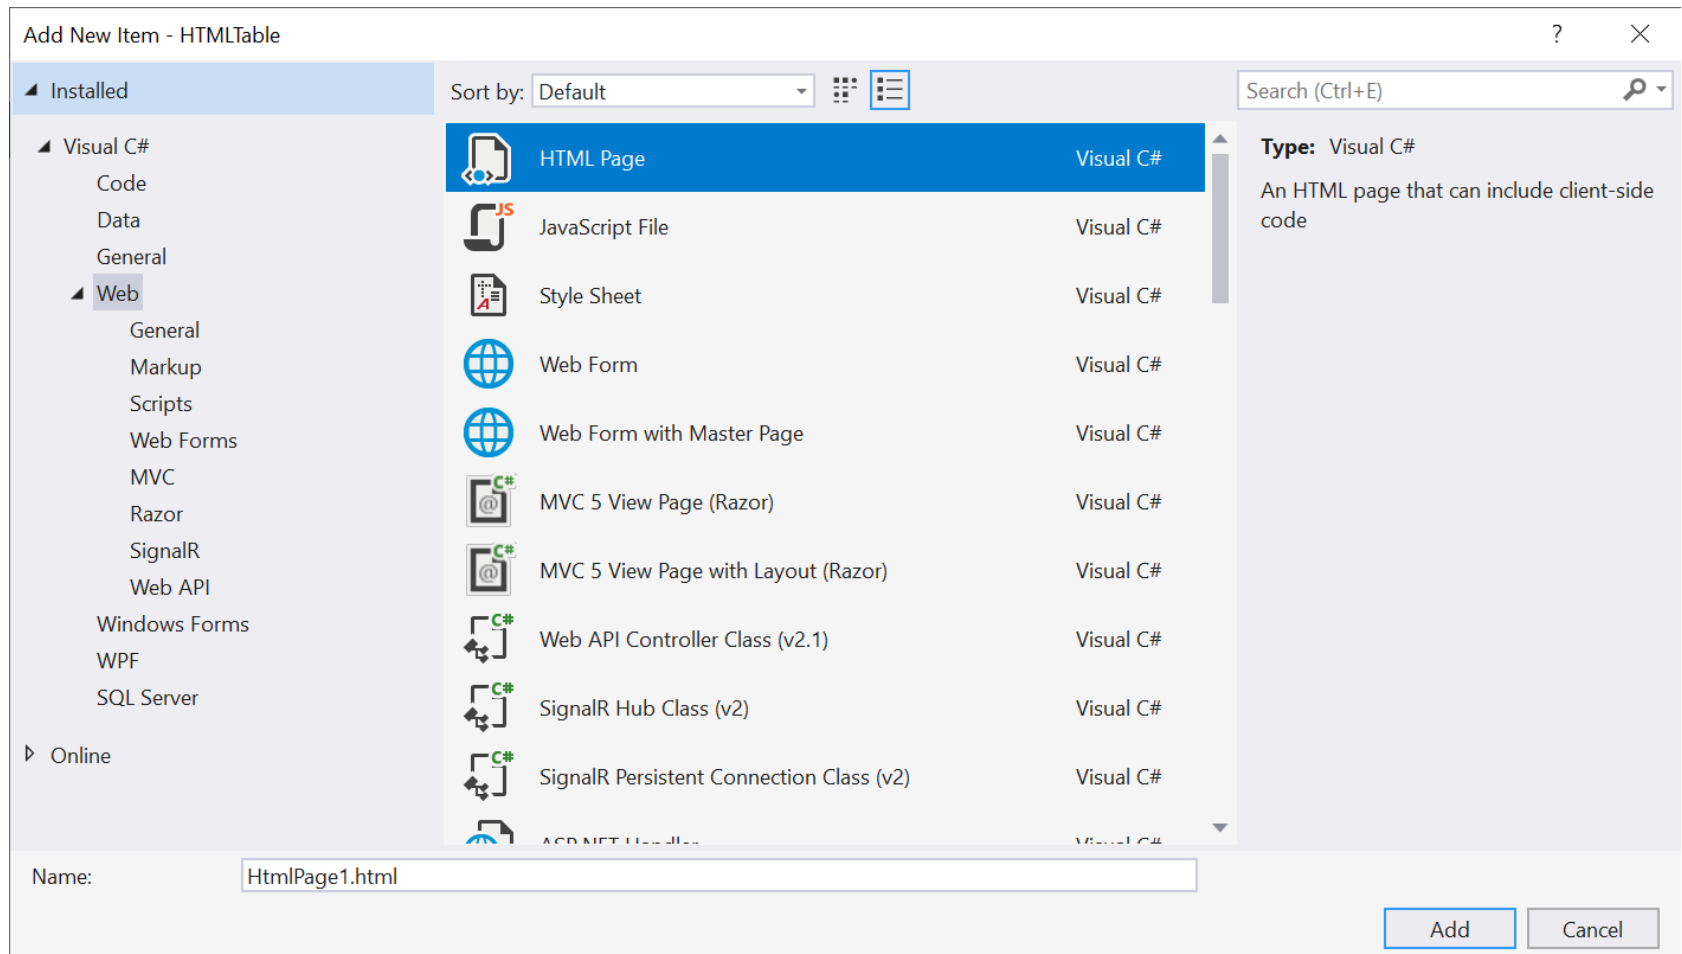 Add New Item - HTMLTable
?
Installed
Sort by: Default
Search (Ctrl+E)
Visual C#
Code
Data
General
Web
General
Markup
Scripts
Web Forms
MVC
Razor
SignalR
Web API
Windows Forms
WPF
SQL Server
Online
HTML Page Visual C#
JS
JavaScript File Visual C#
A
Style Sheet Visual C#
Web Form Visual C#
Web Form with Master Page Visual C#
C#
@
MVC 5 View Page (Razor) Visual C#
C#
@
MVC 5 View Page with Layout (Razor) Visual C#
C#
Web API Controller Class (v2.1) Visual C#
C#
SignalR Hub Class (v2) Visual C#
C#
SignalR Persistent Connection Class (v2) Visual C#
ASP.NET Handler Visual C#
Type: Visual C#
An HTML page that can include client-side
code
Name: HtmlPage1.html
Add Cancel